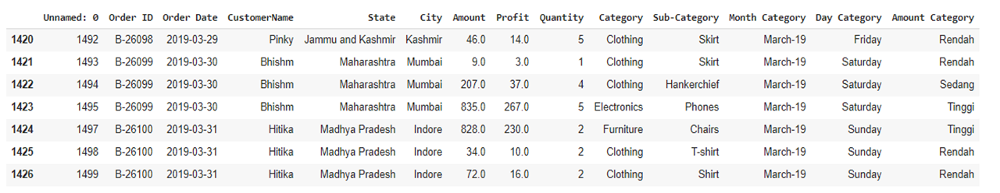 Unnamed: 0 Order ID Order Date CustomerName State City Amount Profit Quantity Category Sub-Category Month Category Day Category Amount Category
1420 1492 B-26098 2019-03-29 Pinky Jammu and Kashmir Kashmir 46.0 14.0 5 Clothing Skirt March-19 Friday Rendah
1421 1493 B-26099 2019-03-30 Bhishm Maharashtra Mumbai 9.0 3.0 1 Clothing Skirt March-19 Saturday Rendah
1422 1494 B-26099 2019-03-30 Bhishm Maharashtra Mumbai 207.0 37.0 4 Clothing Hankerchief March-19 Saturday Sedang
1423 1495 B-26099 2019-03-30 Bhishm Maharashtra Mumbai 835.0 267.0 5 Electronics Phones March-19 Saturday Tinggi
1424 1497 B-26100 2019-03-31 Hitika Madhya Pradesh Indore 828.0 230.0 2 Furniture Chairs March-19 Sunday Tinggi
1425 1498 B-26100 2019-03-31 Hitika Madhya Pradesh Indore 34.0 10.0 2 Clothing T-shirt March-19 Sunday Rendah
1426 1499 B-26100 2019-03-31 Hitika Madhya Pradesh Indore 72.0 16.0 2 Clothing Shirt March-19 Sunday Rendah